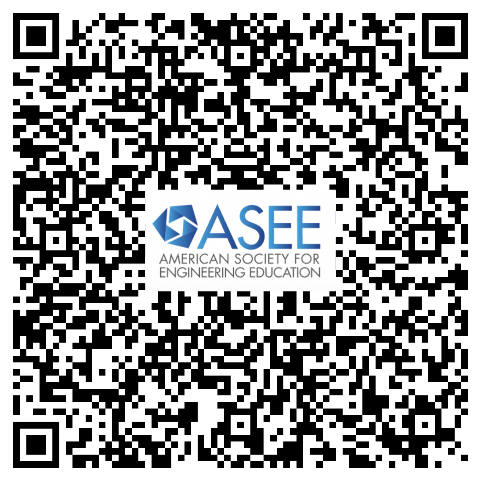 ASEE
AMERICAN SOCIETY FOR
ENGINEERING EDUCATION